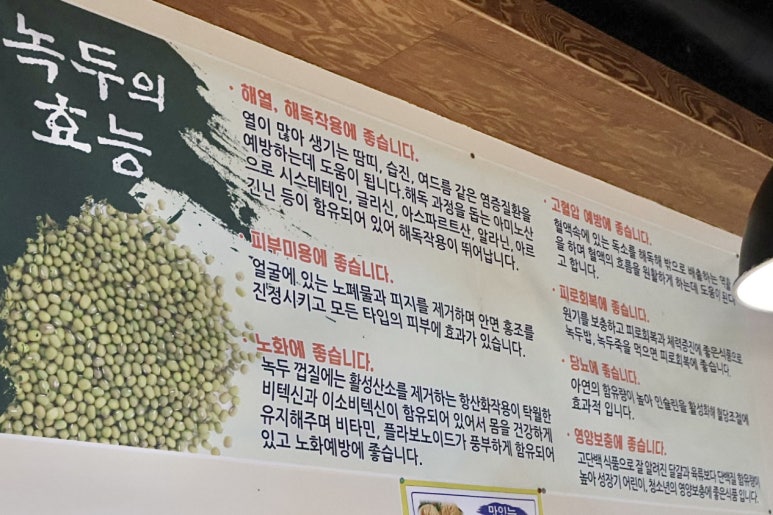 녹두의
효능
· 해열, 해독작용에 좋습니다.
열이 많아 생기는 땀띠, 습진, 여드름 같은 염증질환을
예방하는데 도움이 됩니다.해독 과정을 돕는 아미노산
으로 시스테테인, 글리신, 아스파르트산, 알라닌, 아르
긴닌 등이 함유되어 있어 해독작용이 뛰어납니다.
· 피부미용에 좋습니다.
얼굴에 있는 노폐물과 피지를 제거하며 안면 홍조를
진정시키고 모든 타입의 피부에 효과가 있습니다.
· 노화에 좋습니다.
녹두 껍질에는 활성산소를 제거하는 항산화작용이 탁월한
비텍신과 이소비텍신이 함유되어 있어서 몸을 건강하게
유지해주며 비타민, 플라보노이드가 풍부하게 함유되어
있고 노화예방에 좋습니다.
· 고혈압 예방에 좋습니다.
혈액속에 있는 독소를 해독해 밖으로 배출하는 역할
을 하며 혈액의 흐름을 원활하게 하는데 도움이 된다
고 합니다.
· 피로회복에 좋습니다.
원기를 보충하고 피로회복과 체력증진에 좋은식품으로
녹두밥, 녹두죽을 먹으면 피로회복에 좋습니다.
· 당뇨에 좋습니다.
아연의 함유량이 높아 인슐린을 활성화해 혈당조절에
효과적 입니다.
· 영양보충에 좋습니다.
고단백 식품으로 잘 알려진 달걀과 육류보다 단백질 함유량이
높아 성장기 어린이, 청소년의 영양보충에 좋은식품 입니다.
맛있는